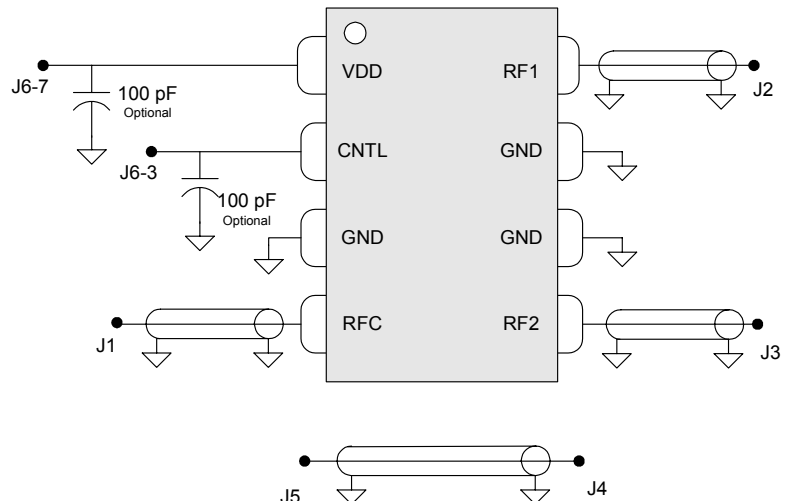 VDD
RF1
J6-7
J2
100 pF
Optional
CNTL
GND
J6-3
100 pF
Optional
GND
GND
RFC
RF2
J1
J3
J5
J4